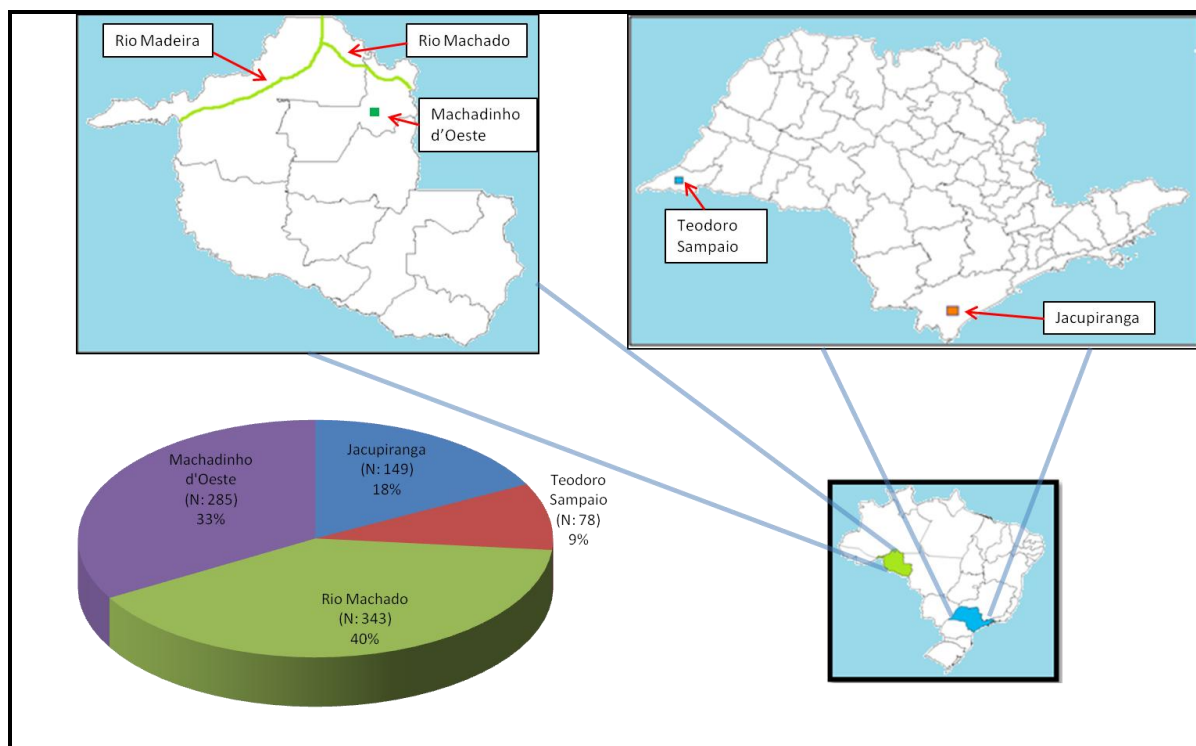 Rio Madeira
Rio Machado
Machadinho
d’Oeste
Teodoro
Sampaio
Jacupiranga
Jacupiranga
(N: 149)
18%
Teodoro
Sampaio
(N: 78)
9%
Rio Machado
(N: 343)
40%
Machadinho
d'Oeste
(N: 285)
33%